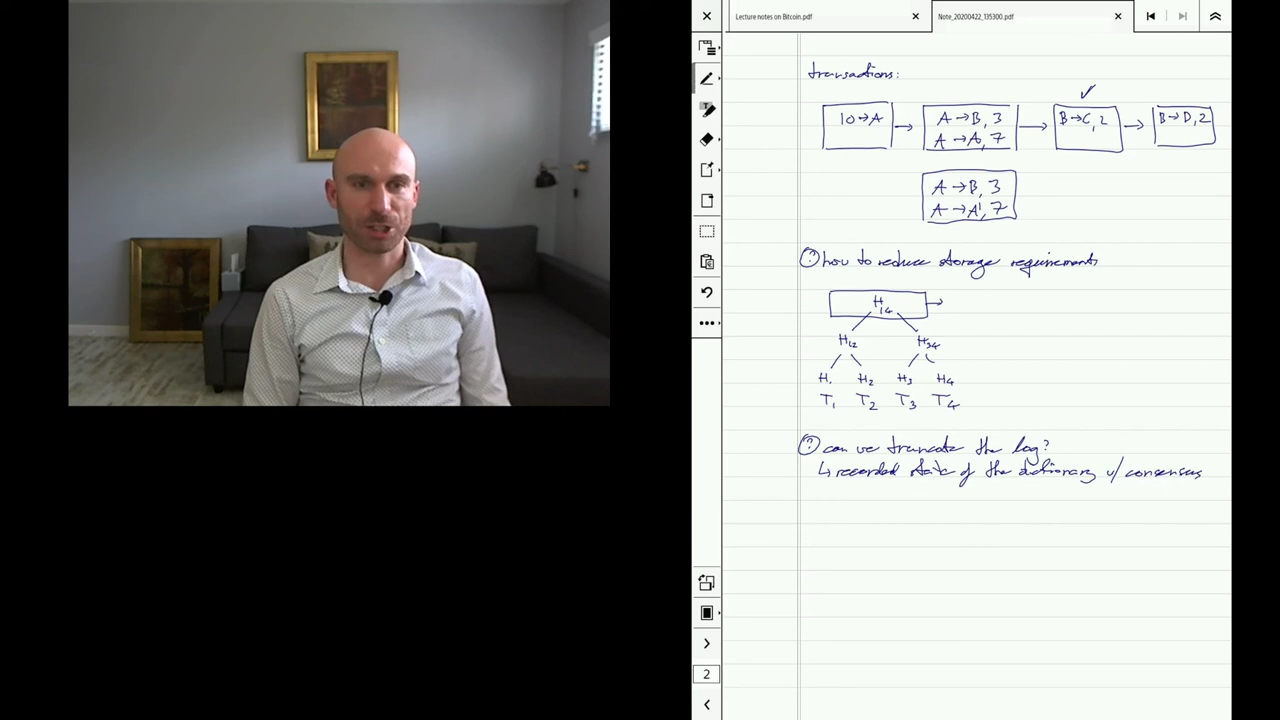 Lecture notes on Bitcoin.pdf
Note_20200422_135300.pdf
transactions:
10→A
A→B, 3
A→A, 7
B→C, 2
B→D, 2
A→B, 3
A→A', 7
? how to reduce storage requirements
H14
H12 H34
H1 H2 H3 H4
T1 T2 T3 T4
? can we truncate the log?
↳ recorded state of the dictionary w/ consensus
2